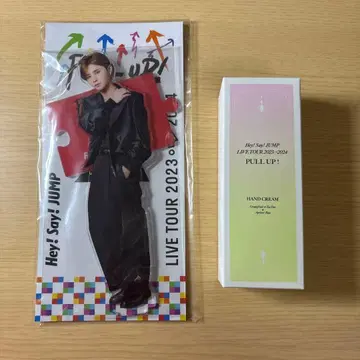 PULL-UP!
Hey! Say! JUMP
LIVE TOUR 2023 2024
Hey! Say! JUMP
LIVE TOUR 2023-2024
PULL UP!
HAND CREAM